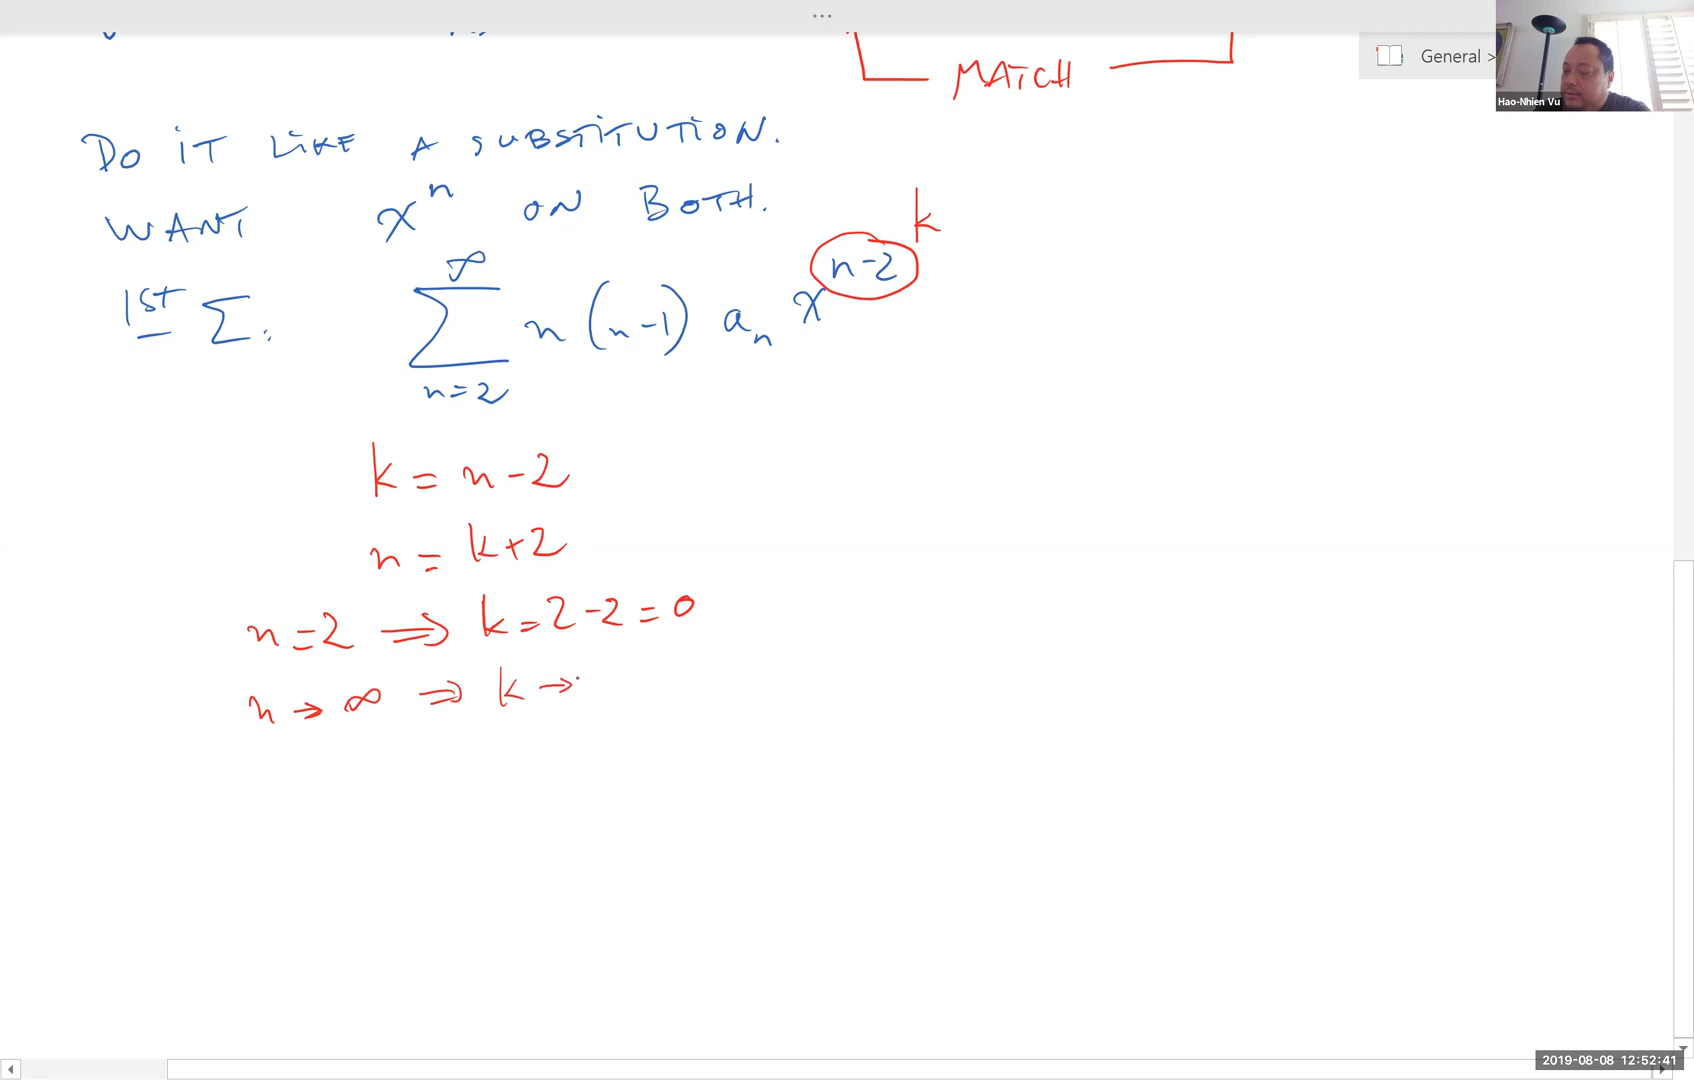 ...
General >
Hao-Nhien Vu
MATCH
DO IT LIKE A SUBSTITUTION.
WANT x^n ON BOTH.
1ST Σ: ∑_{n=2}^{∞} n (n-1) a_n x^{n-2} k
k = n - 2
n = k + 2
n = 2 ⟹ k = 2 - 2 = 0
n → ∞ ⟹ k →
2019-08-08 12:52:41